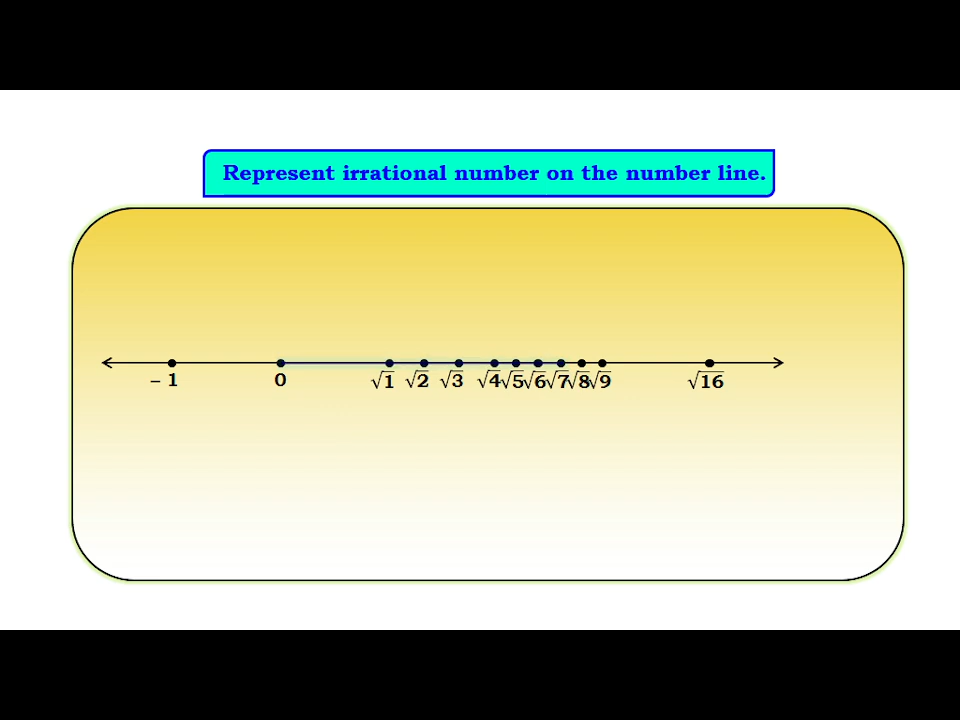 Represent irrational number on the number line.
– 1 0 √1 √2 √3 √4 √5 √6 √7 √8 √9 √16